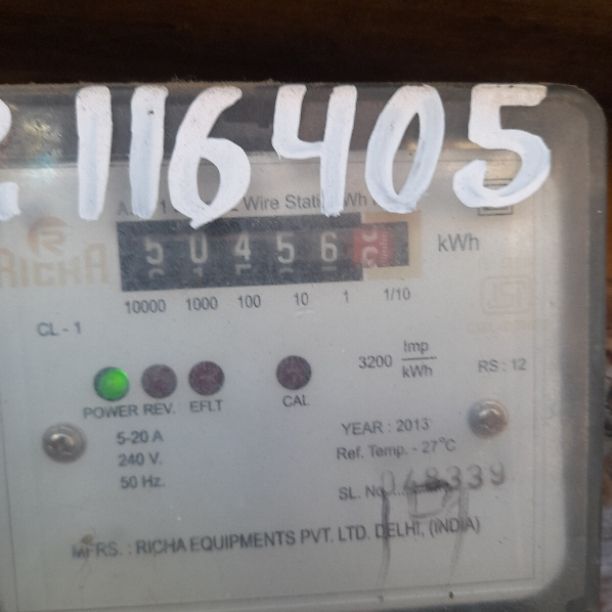 116405
Wire Stati
RICHA
5 0 4 5 6
kWh
10000 1000 100 10 1 1/10
CL - 1
3200 Imp
kWh
RS : 12
POWER REV. EFLT CAL
5-20 A
240 V.
50 Hz.
YEAR : 2013
Ref. Temp. - 27°C
SL. No. 048339
MFRS. : RICHA EQUIPMENTS PVT. LTD. DELHI, (INDIA)